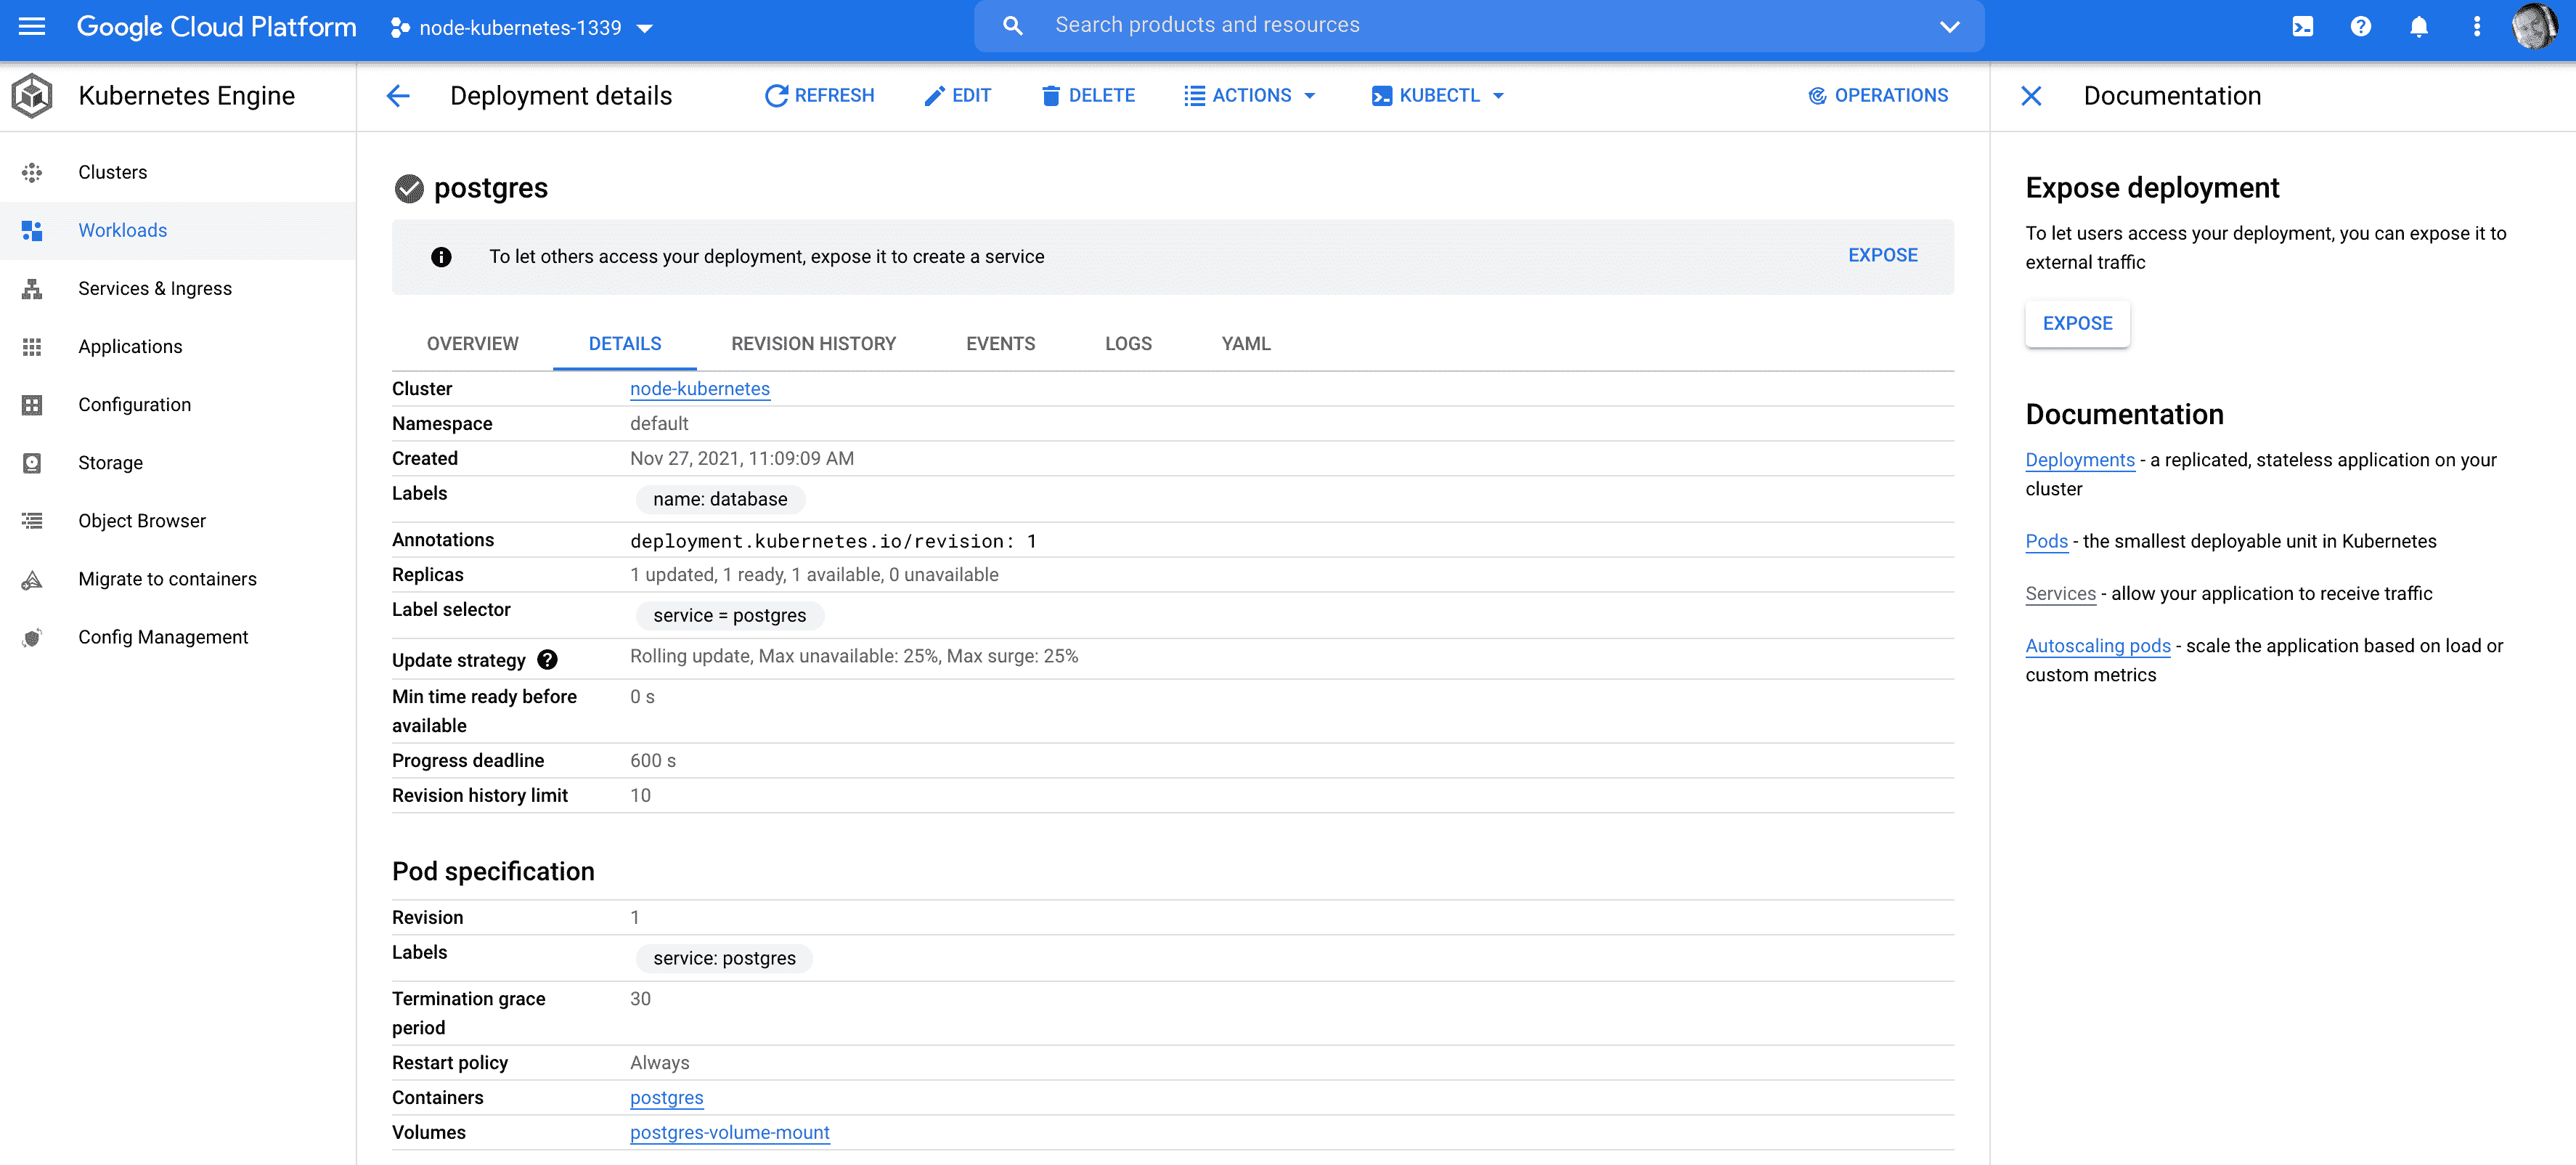 Google Cloud Platform
node-kubernetes-1339
Search products and resources
Kubernetes Engine
Clusters
Workloads
Services & Ingress
Applications
Configuration
Storage
Object Browser
Migrate to containers
Config Management
Deployment details
REFRESH
EDIT
DELETE
ACTIONS
KUBECTL
OPERATIONS
postgres
To let others access your deployment, expose it to create a service
EXPOSE
OVERVIEW
DETAILS
REVISION HISTORY
EVENTS
LOGS
YAML
Cluster node-kubernetes
Namespace default
Created Nov 27, 2021, 11:09:09 AM
Labels name: database
Annotations deployment.kubernetes.io/revision: 1
Replicas 1 updated, 1 ready, 1 available, 0 unavailable
Label selector service = postgres
Update strategy Rolling update, Max unavailable: 25%, Max surge: 25%
Min time ready before 0 s
available
Progress deadline 600 s
Revision history limit 10
Pod specification
Revision 1
Labels service: postgres
Termination grace 30
period
Restart policy Always
Containers postgres
Volumes postgres-volume-mount
Documentation
Expose deployment
To let users access your deployment, you can expose it to
external traffic
EXPOSE
Documentation
Deployments - a replicated, stateless application on your
cluster
Pods - the smallest deployable unit in Kubernetes
Services - allow your application to receive traffic
Autoscaling pods - scale the application based on load or
custom metrics